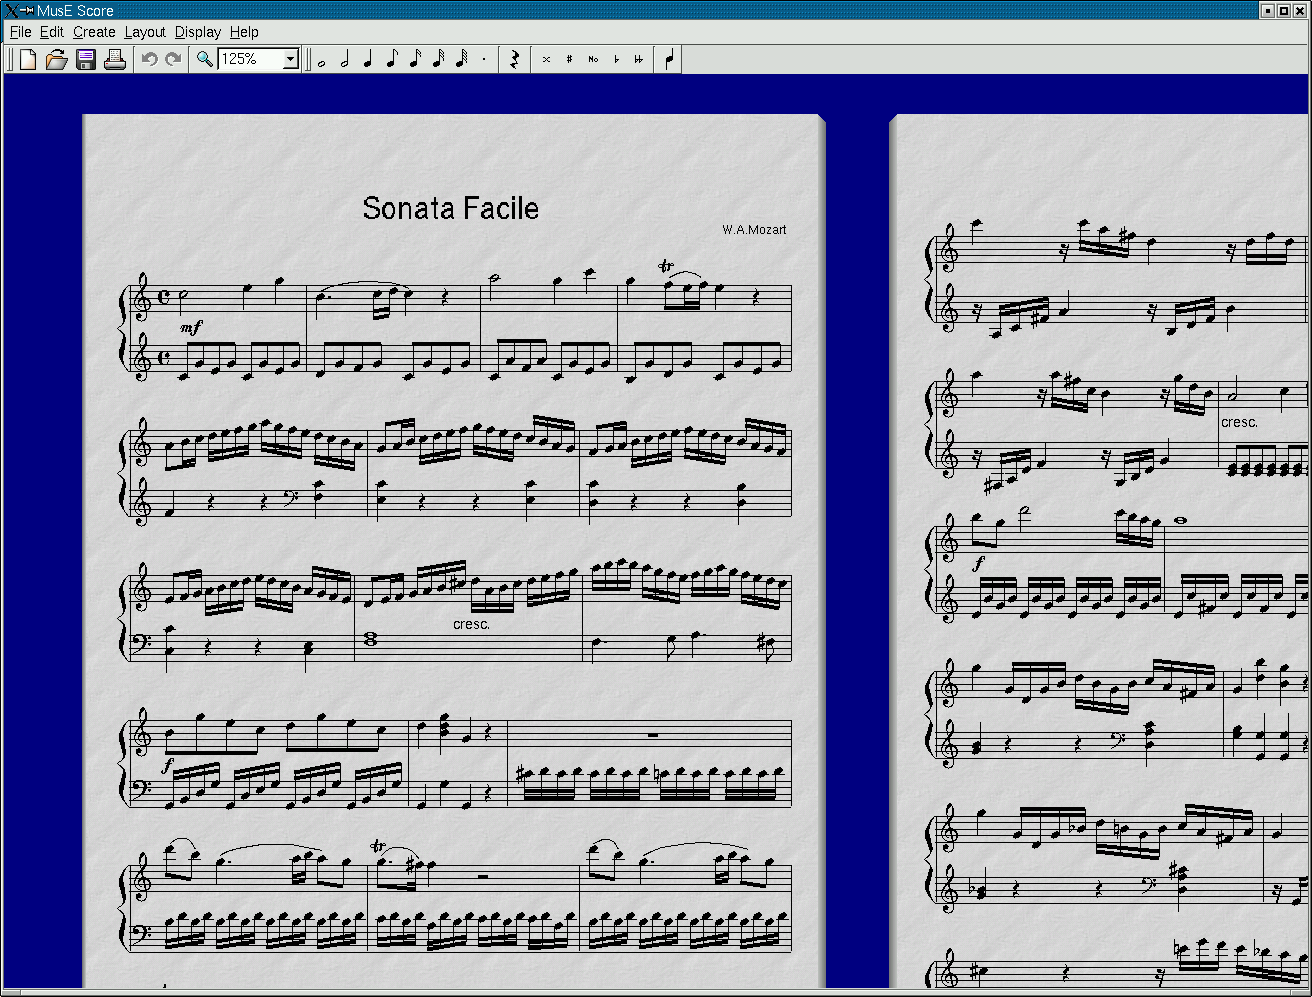 MusE Score
File Edit Create Layout Display Help
125%
Sonata Facile
W.A.Mozart
tr
mf
cresc.
cresc.
f
f
tr